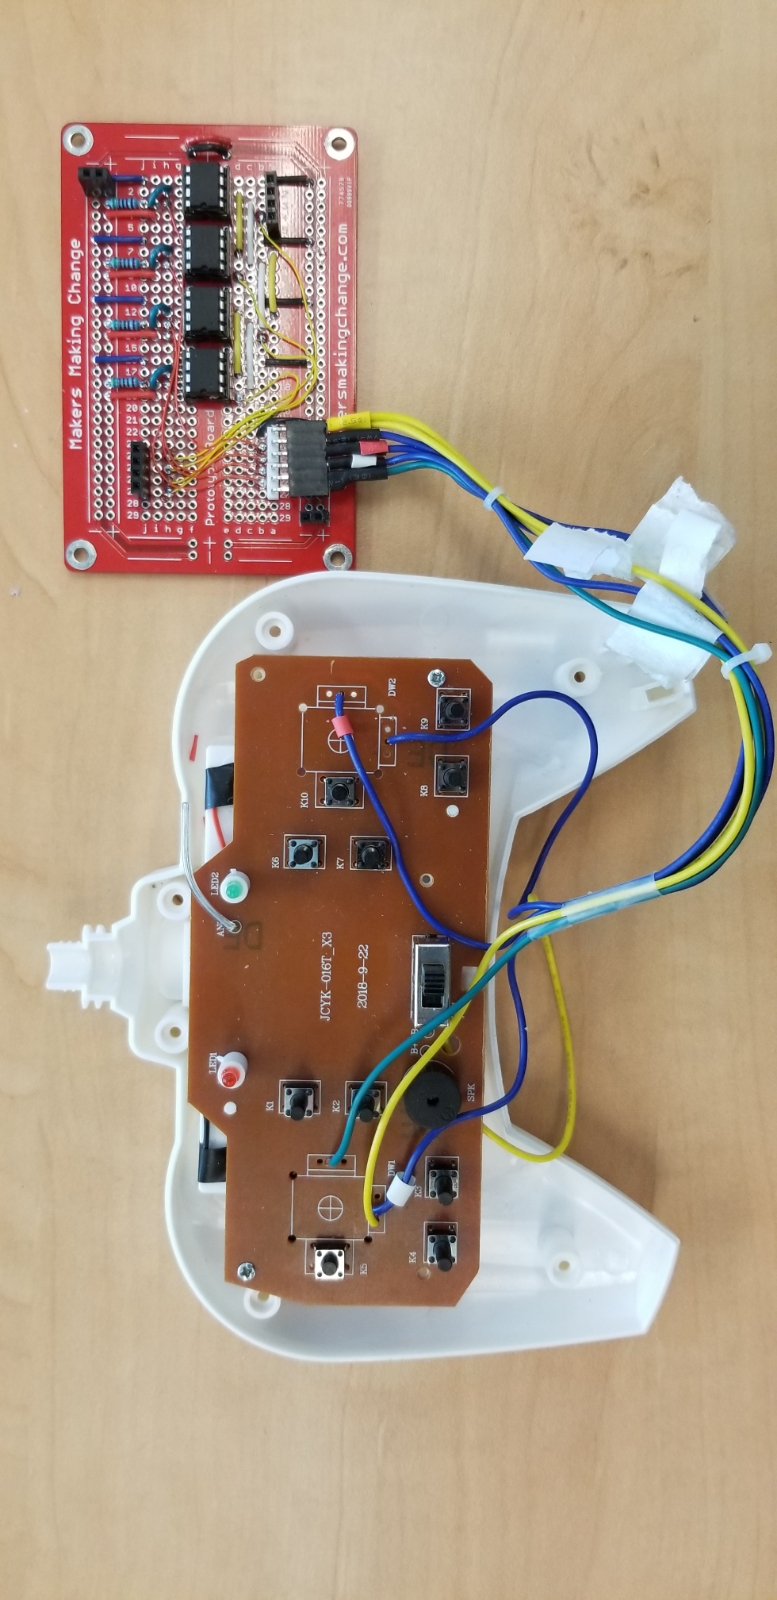 Makers Making Change
LED1
ANT
LED2
K1
K6
K10
JCYK-016T_X3
K5
K2
K7
2018-9-22
DW1
DW2
K4
K3
B+
B-
K8
K9
SPK
Prototype Board
ersmakingchange.com